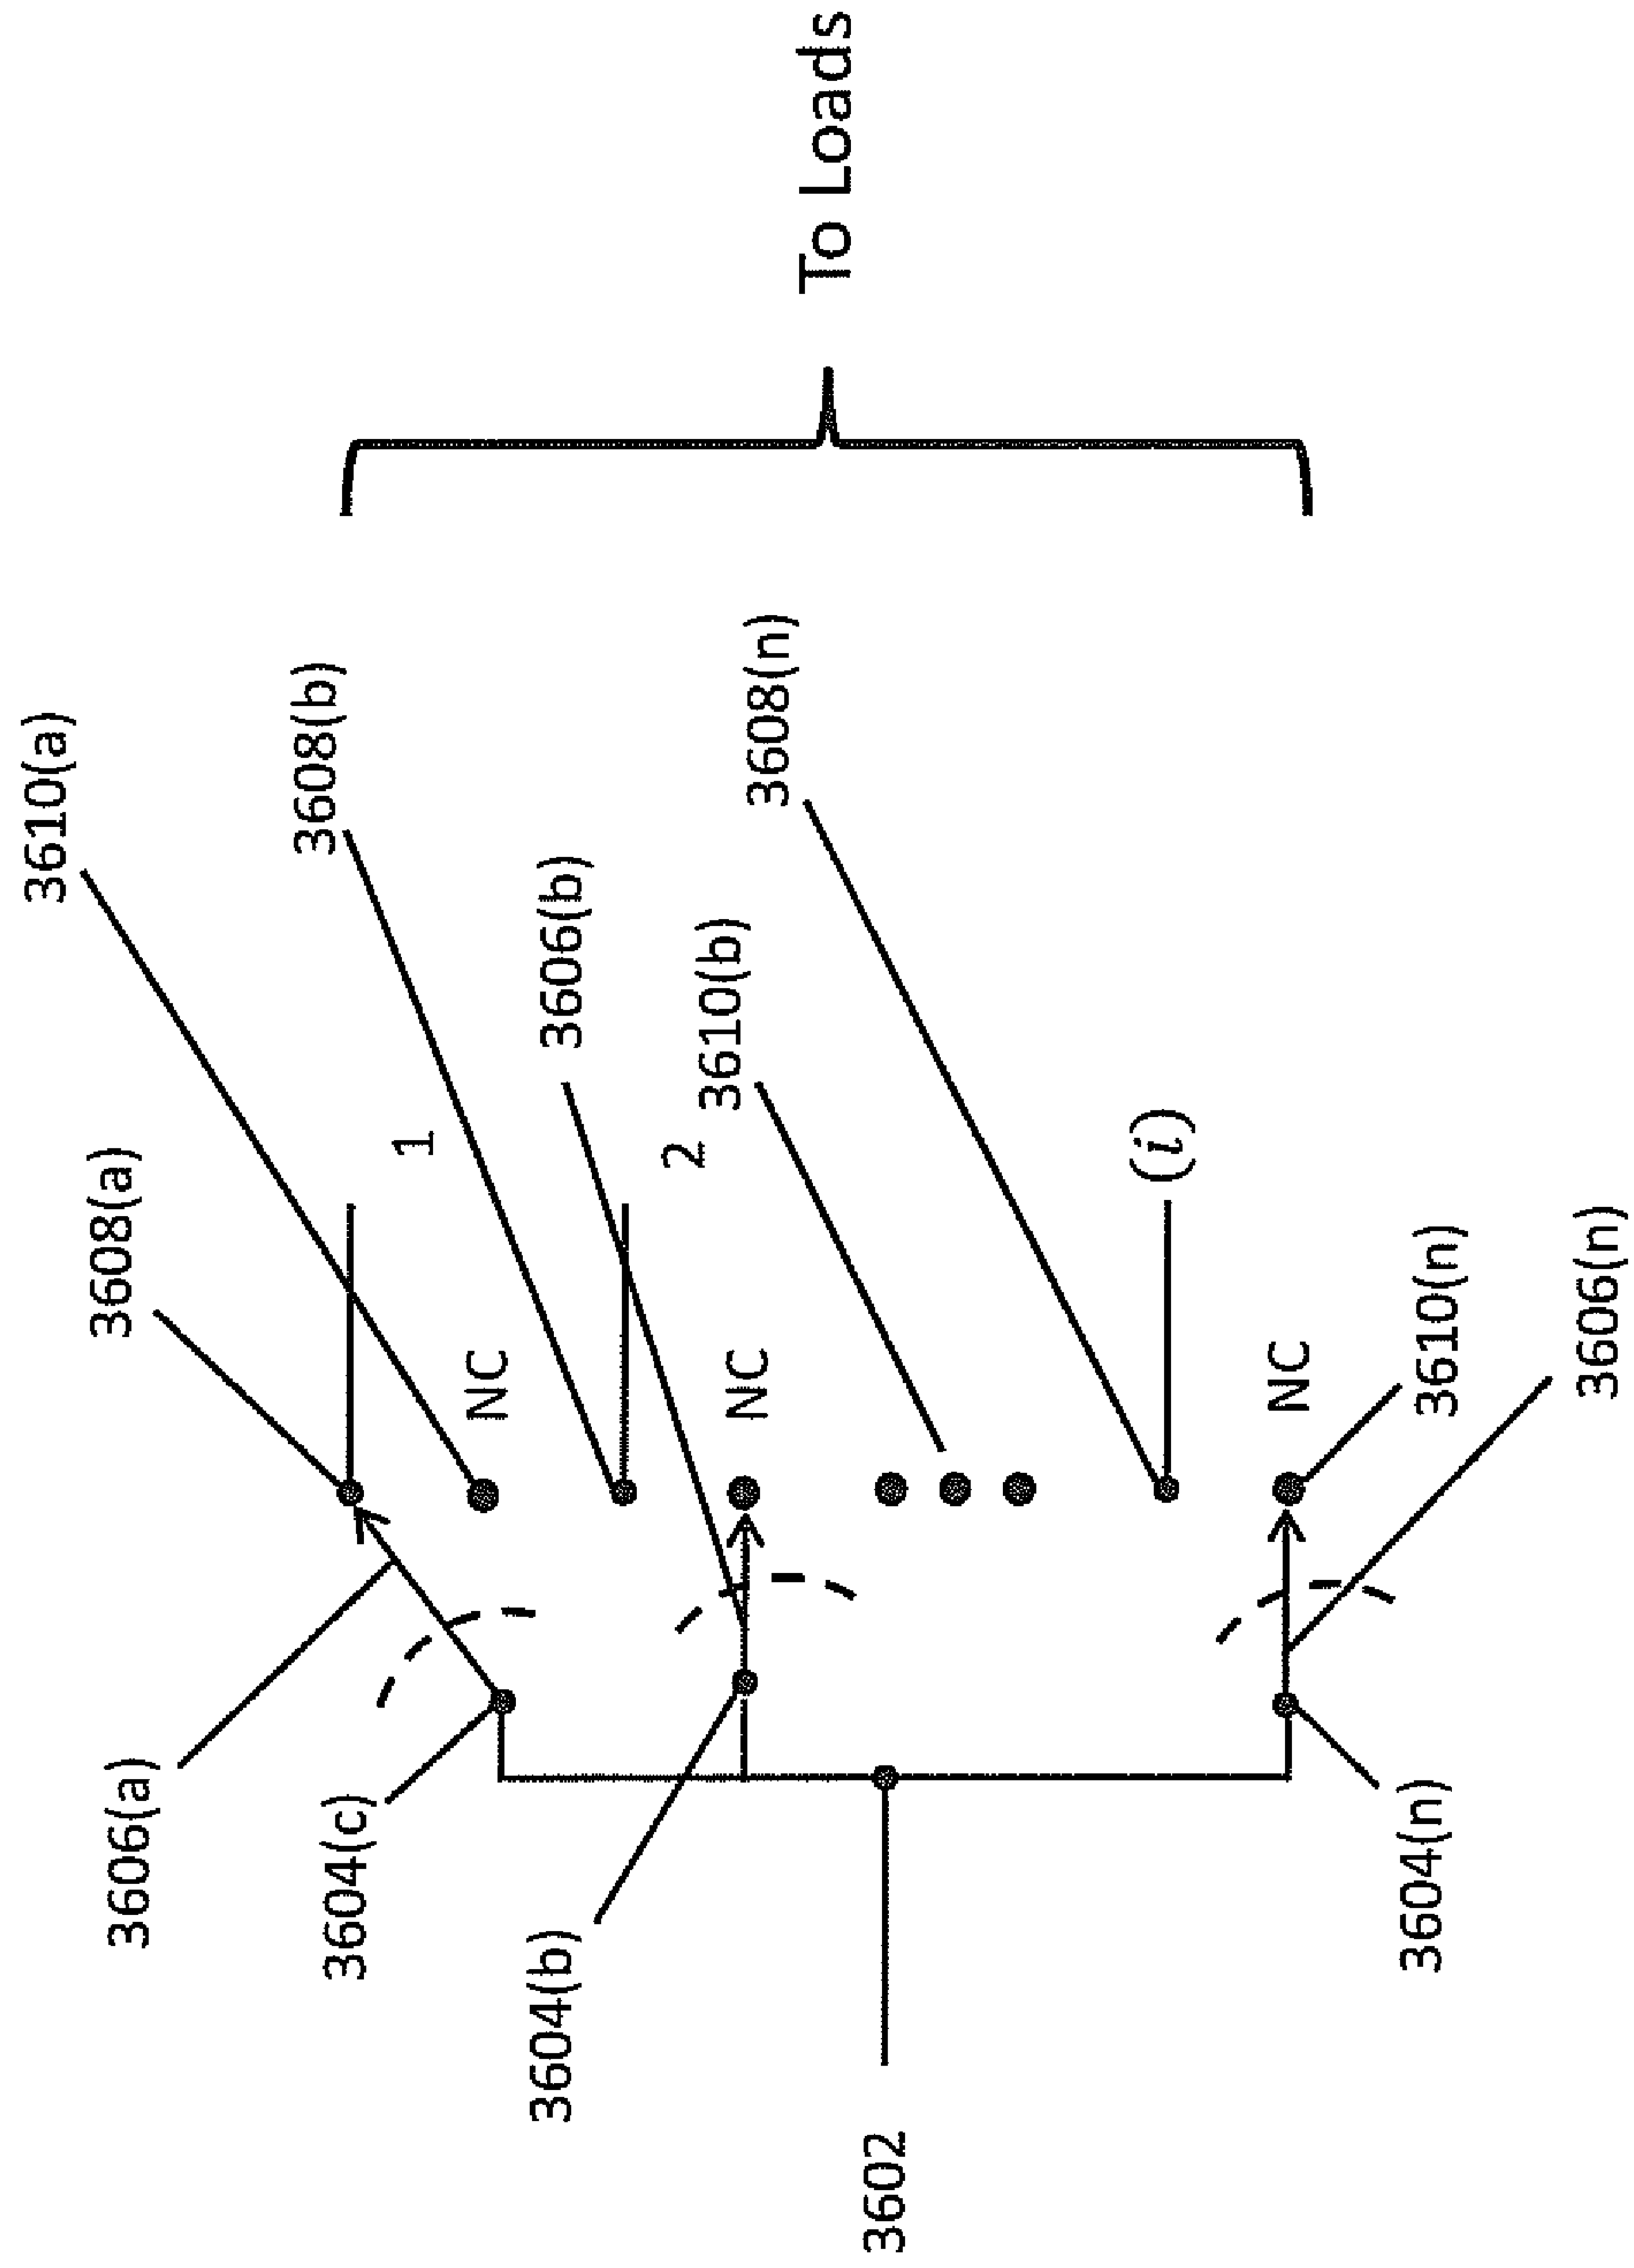 3610(a)
3608(b)
3608(a)
3606(b)
3608(n)
1
3610(b)
2
3606(a)
NC
3604(c)
NC
(i)
To Loads
3604(b)
NC
3610(n)
3606(n)
3602
3604(n)